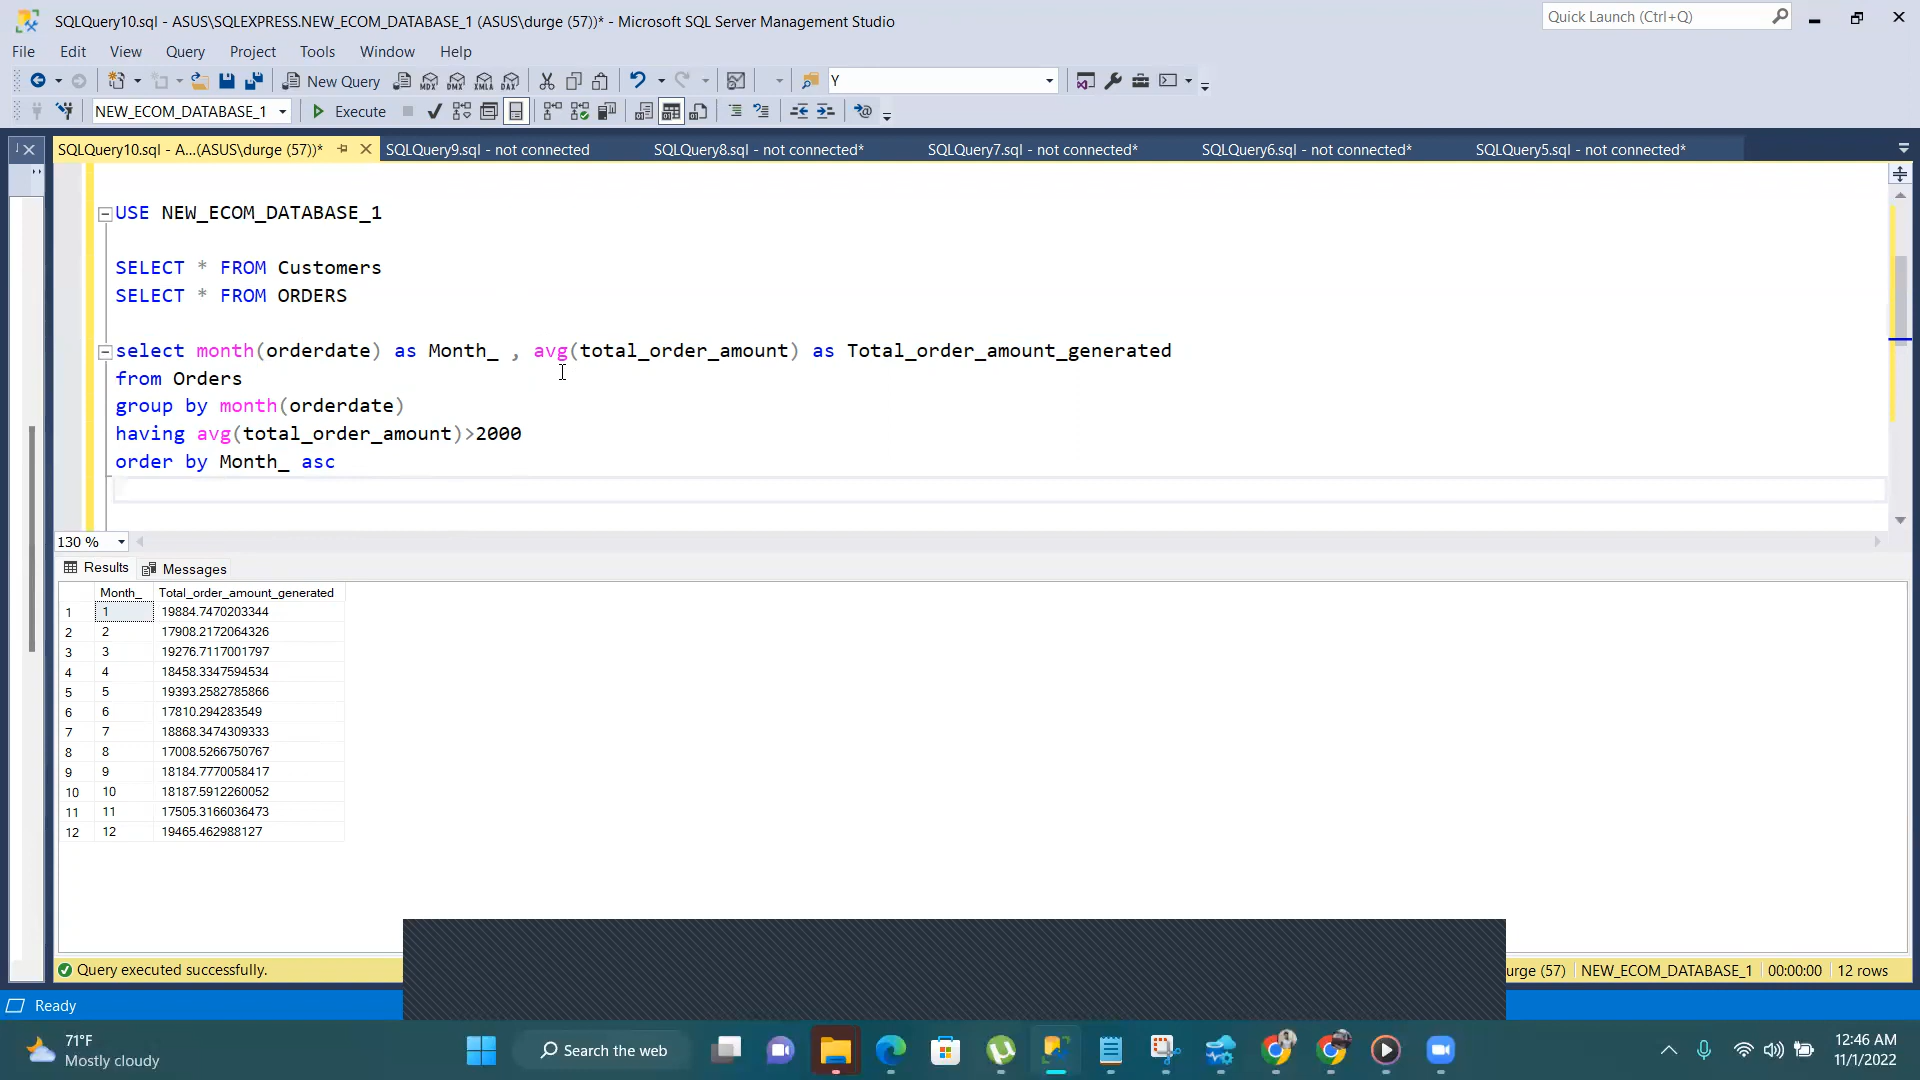 SQLQuery10.sql - ASUS\SQLEXPRESS.NEW_ECOM_DATABASE_1 (ASUS\durge (57))* - Microsoft SQL Server Management Studio
Quick Launch (Ctrl+Q)
File Edit View Query Project Tools Window Help
New Query MDX DMX XMLA DAX Y
NEW_ECOM_DATABASE_1 Execute
SQLQuery10.sql - A...(ASUS\durge (57))* SQLQuery9.sql - not connected SQLQuery8.sql - not connected* SQLQuery7.sql - not connected* SQLQuery6.sql - not connected* SQLQuery5.sql - not connected*
USE NEW_ECOM_DATABASE_1
SELECT * FROM Customers
SELECT * FROM ORDERS
select month(orderdate) as Month_ , avg(total_order_amount) as Total_order_amount_generated
from Orders
group by month(orderdate)
having avg(total_order_amount)>2000
order by Month_ asc
130 %
Results Messages
Month_ Total_order_amount_generated
1 1 19884.7470203344
2 2 17908.2172064326
3 3 19276.7117001797
4 4 18458.3347594534
5 5 19393.2582785866
6 6 17810.294283549
7 7 18868.3474309333
8 8 17008.5266750767
9 9 18184.7770058417
10 10 18187.5912260052
11 11 17505.3166036473
12 12 19465.462988127
Query executed successfully. urge (57) NEW_ECOM_DATABASE_1 00:00:00 12 rows
Ready
71°F
Mostly cloudy
Search the web
12:46 AM
11/1/2022